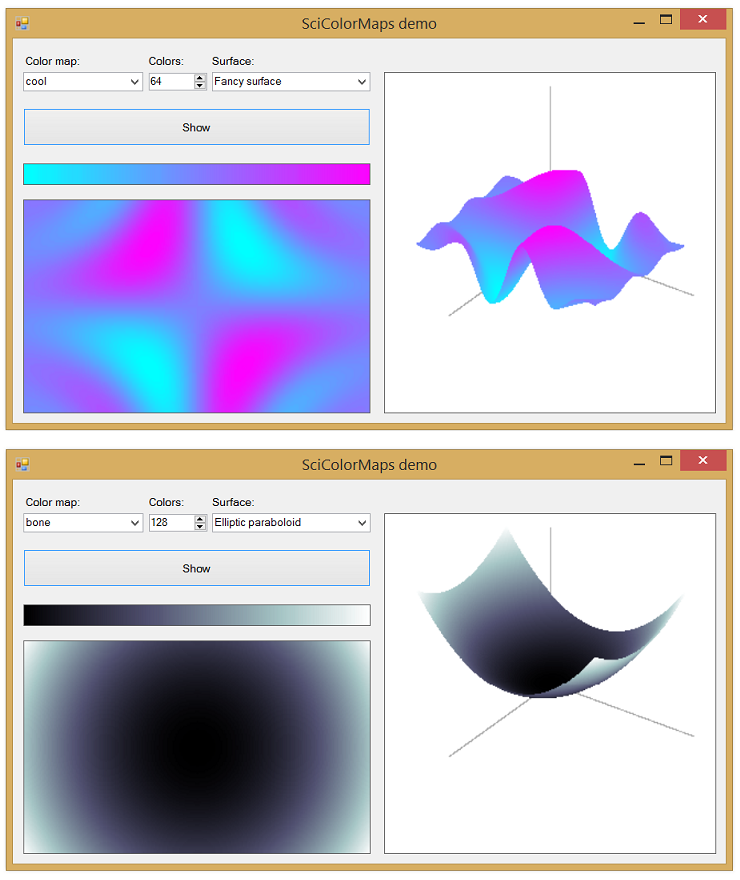 SciColorMaps demo
Color map: Colors: Surface:
cool 64 Fancy surface
Show
SciColorMaps demo
Color map: Colors: Surface:
bone 128 Elliptic paraboloid
Show